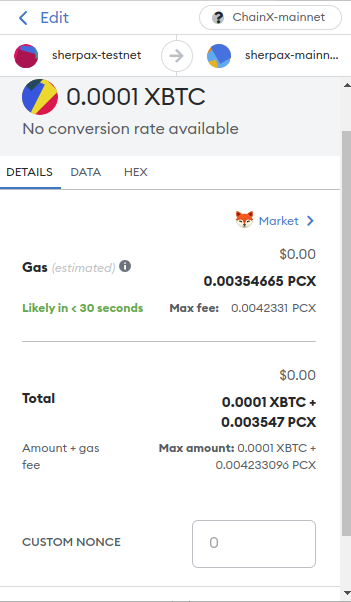 Edit
ChainX-mainnet
sherpax-testnet
sherpax-mainn...
0.0001 XBTC
No conversion rate available
DETAILS DATA HEX
Market
$0.00
Gas (estimated)
0.00354665 PCX
Likely in < 30 seconds Max fee: 0.0042331 PCX
$0.00
Total
0.0001 XBTC +
0.003547 PCX
Amount + gas
fee
Max amount: 0.0001 XBTC +
0.004233096 PCX
CUSTOM NONCE
0